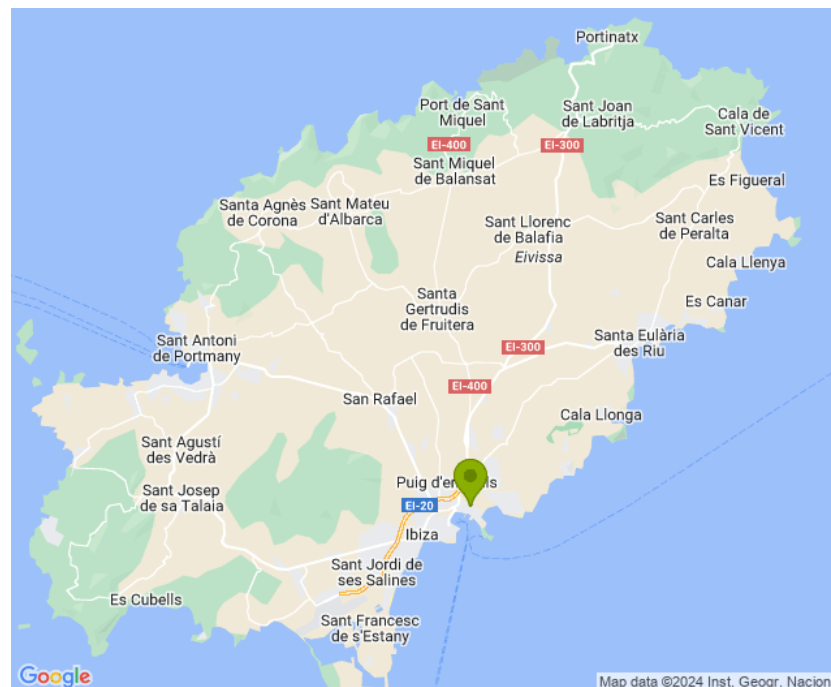 Portinatx
Port de Sant
Miquel
Sant Joan
de Labritja
Cala de
Sant Vicent
EI-400
EI-300
Sant Miquel
de Balansat
Es Figueral
Santa Agnès
de Corona
Sant Mateu
d'Albarca
Sant Llorenc
de Balafia
Sant Carles
de Peralta
Eivissa
Cala Llenya
Santa
Gertrudis
de Fruitera
Es Canar
Sant Antoni
de Portmany
EI-300
Santa Eulària
des Riu
EI-400
San Rafael
Cala Llonga
Sant Agustí
des Vedrà
Puig d'en
Sant Josep
de sa Talaia
EI-20
Ibiza
Sant Jordi de
ses Salines
Es Cubells
Sant Francesc
de s'Estany
Google
Map data ©2024 Inst. Geogr. Nacion